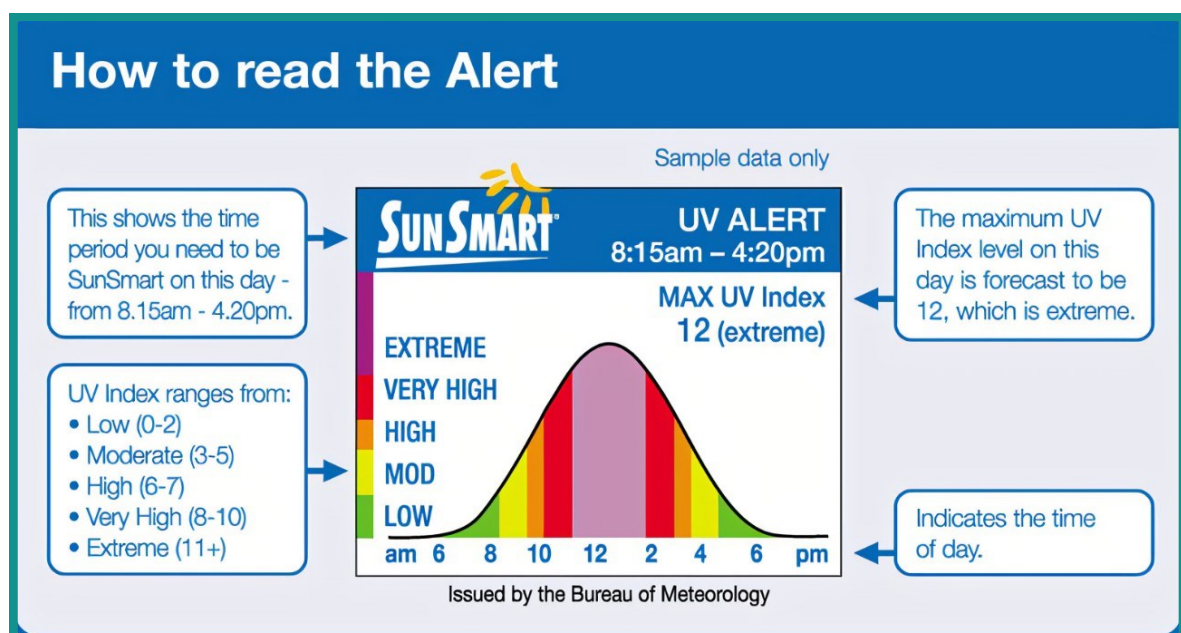 How to read the Alert
Sample data only
This shows the time
period you need to be
SunSmart on this day -
from 8.15am - 4.20pm.
UV Index ranges from:
• Low (0-2)
• Moderate (3-5)
• High (6-7)
• Very High (8-10)
• Extreme (11+)
SUNSMART®
UV ALERT
8:15am – 4:20pm
MAX UV Index
12 (extreme)
EXTREME
VERY HIGH
HIGH
MOD
LOW
am 6 8 10 12 2 4 6 pm
Issued by the Bureau of Meteorology
The maximum UV
Index level on this
day is forecast to be
12, which is extreme.
Indicates the time
of day.